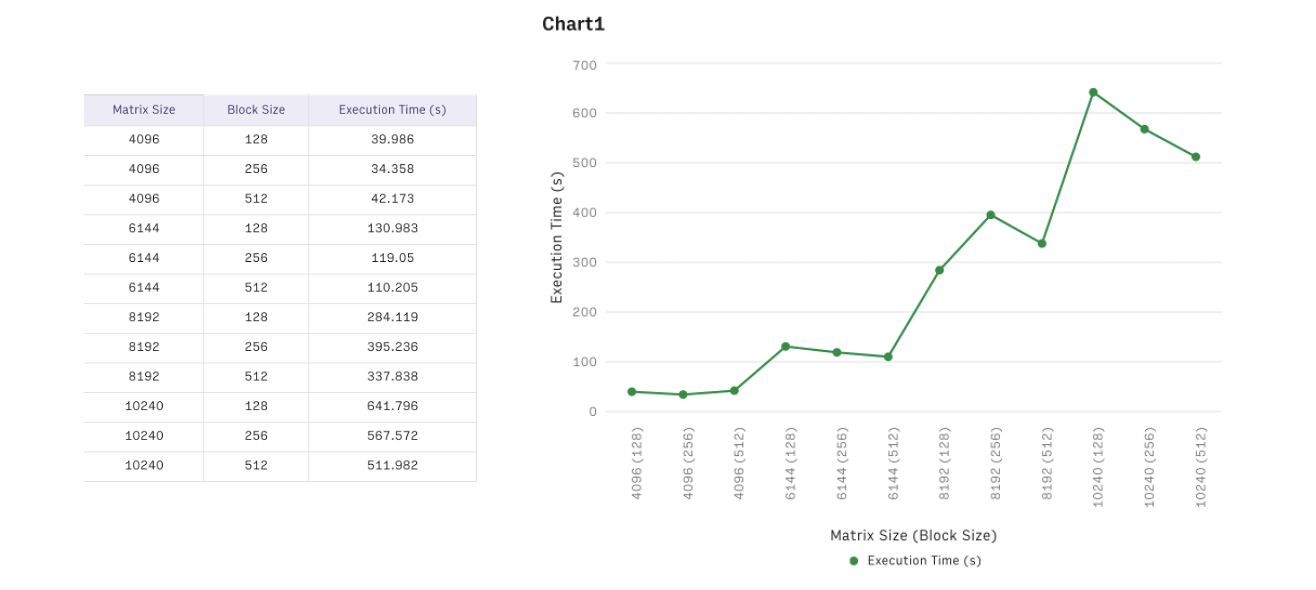 Matrix Size Block Size Execution Time (s)
4096 128 39.986
4096 256 34.358
4096 512 42.173
6144 128 130.983
6144 256 119.05
6144 512 110.205
8192 128 284.119
8192 256 395.236
8192 512 337.838
10240 128 641.796
10240 256 567.572
10240 512 511.982
Chart1
Execution Time (s)
700
600
500
400
300
200
100
0
4096 (128)
4096 (256)
4096 (512)
6144 (128)
6144 (256)
6144 (512)
8192 (128)
8192 (256)
8192 (512)
10240 (128)
10240 (256)
10240 (512)
Matrix Size (Block Size)
Execution Time (s)